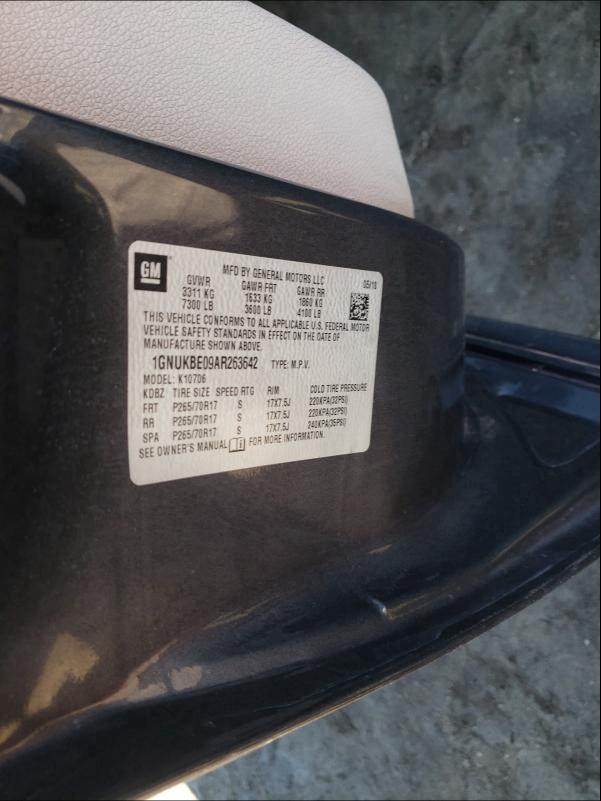 GM
MFD BY GENERAL MOTORS LLC 05/10
GVWR GAWR FRT GAWR RR
3311 KG 1633 KG 1860 KG
7300 LB 3600 LB 4100 LB
THIS VEHICLE CONFORMS TO ALL APPLICABLE U.S. FEDERAL MOTOR
VEHICLE SAFETY STANDARDS IN EFFECT ON THE DATE OF
MANUFACTURE SHOWN ABOVE.
1GNUKBE09AR263642 TYPE: M.P.V.
MODEL: K10706
KDBZ TIRE SIZE SPEED RTG RIM COLD TIRE PRESSURE
FRT P265/70R17 S 17X7.5J 220KPA(32PSI)
RR P265/70R17 S 17X7.5J 220KPA(32PSI)
SPA P265/70R17 S 17X7.5J 240KPA(35PSI)
SEE OWNER'S MANUAL FOR MORE INFORMATION.